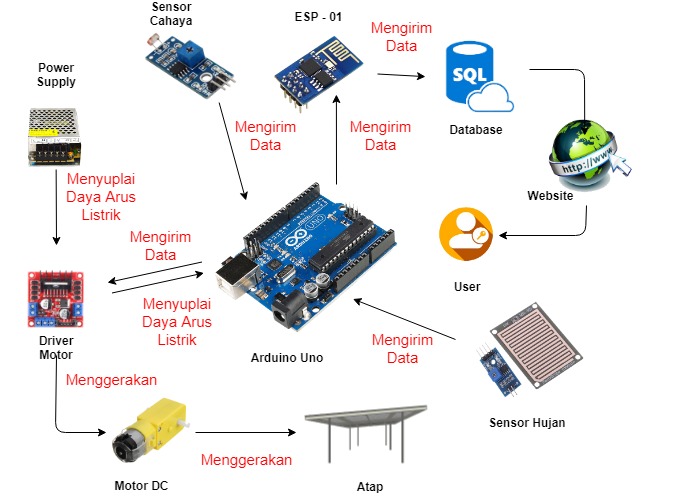 Sensor
Cahaya
ESP - 01
Mengirim
Data
Power
Supply
SQL
Database
Mengirim
Data
Mengirim
Data
http://www.
Website
Menyuplai
Daya Arus
Listrik
Mengirim
Data
UNO
ARDUINO
User
Menyuplai
Daya Arus
Listrik
Driver
Motor
Arduino Uno
Mengirim
Data
Menggerakan
Sensor Hujan
Menggerakan
Motor DC
Atap